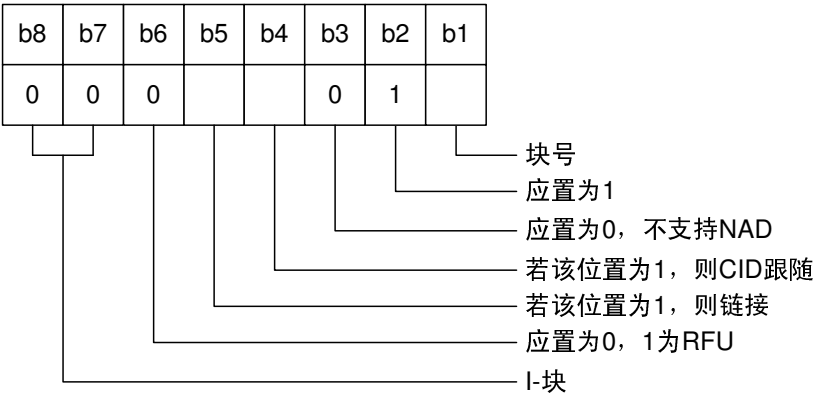 b8 b7 b6 b5 b4 b3 b2 b1
0 0 0 0 1
块号
应置为1
应置为0，不支持NAD
若该位置为1，则CID跟随
若该位置为1，则链接
应置为0，1为RFU
I-块